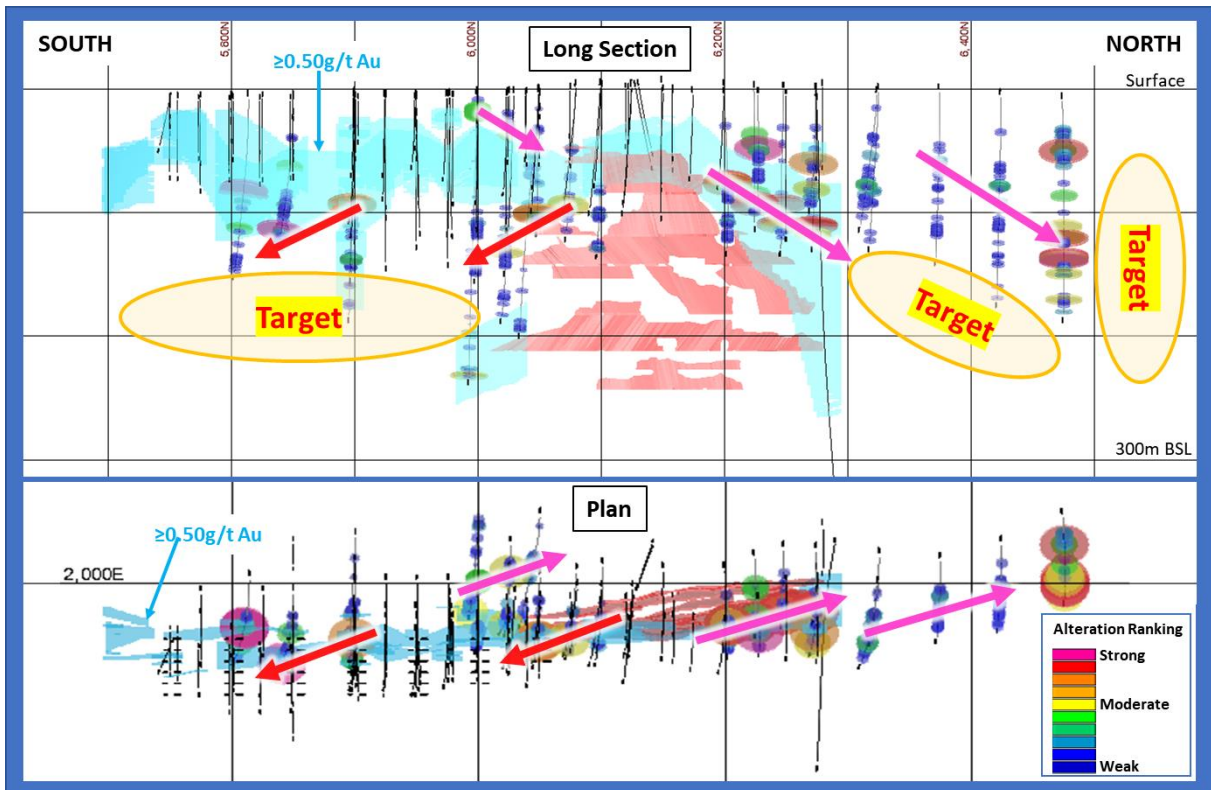 SOUTH
5,800N
6,000N
6,200N
6,400N
NORTH
Long Section
≥0.50g/t Au
Surface
Target
Target
Target
300m BSL
Plan
≥0.50g/t Au
2,000E
Alteration Ranking
Strong
Moderate
Weak